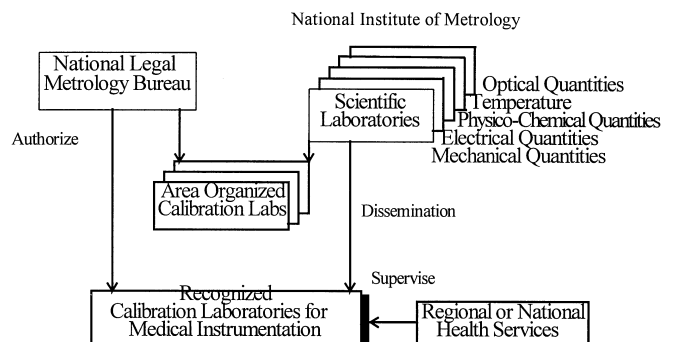 National Institute of Metrology
National Legal
Metrology Bureau
Scientific
Laboratories
Optical Quantities
Temperature
Physico-Chemical Quantities
Electrical Quantities
Mechanical Quantities
Authorize
Area Organized
Calibration Labs
Dissemination
Supervise
Recognized
Calibration Laboratories for
Medical Instrumentation
Regional or National
Health Services